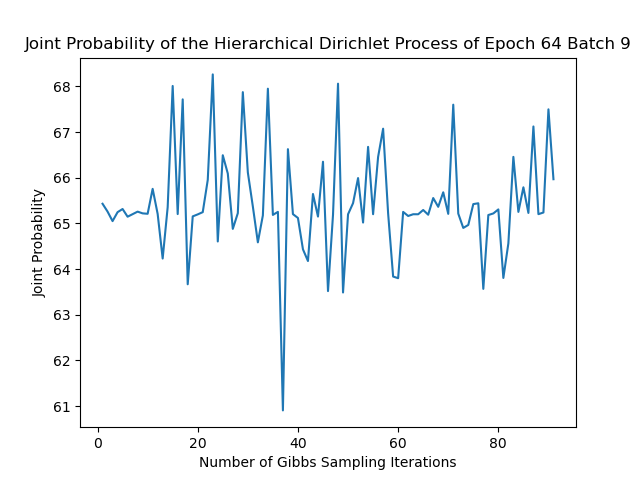 Joint Probability of the Hierarchical Dirichlet Process of Epoch 64 Batch 9
68
67
66
65
64
63
62
61
Joint Probability
0 20 40 60 80
Number of Gibbs Sampling Iterations